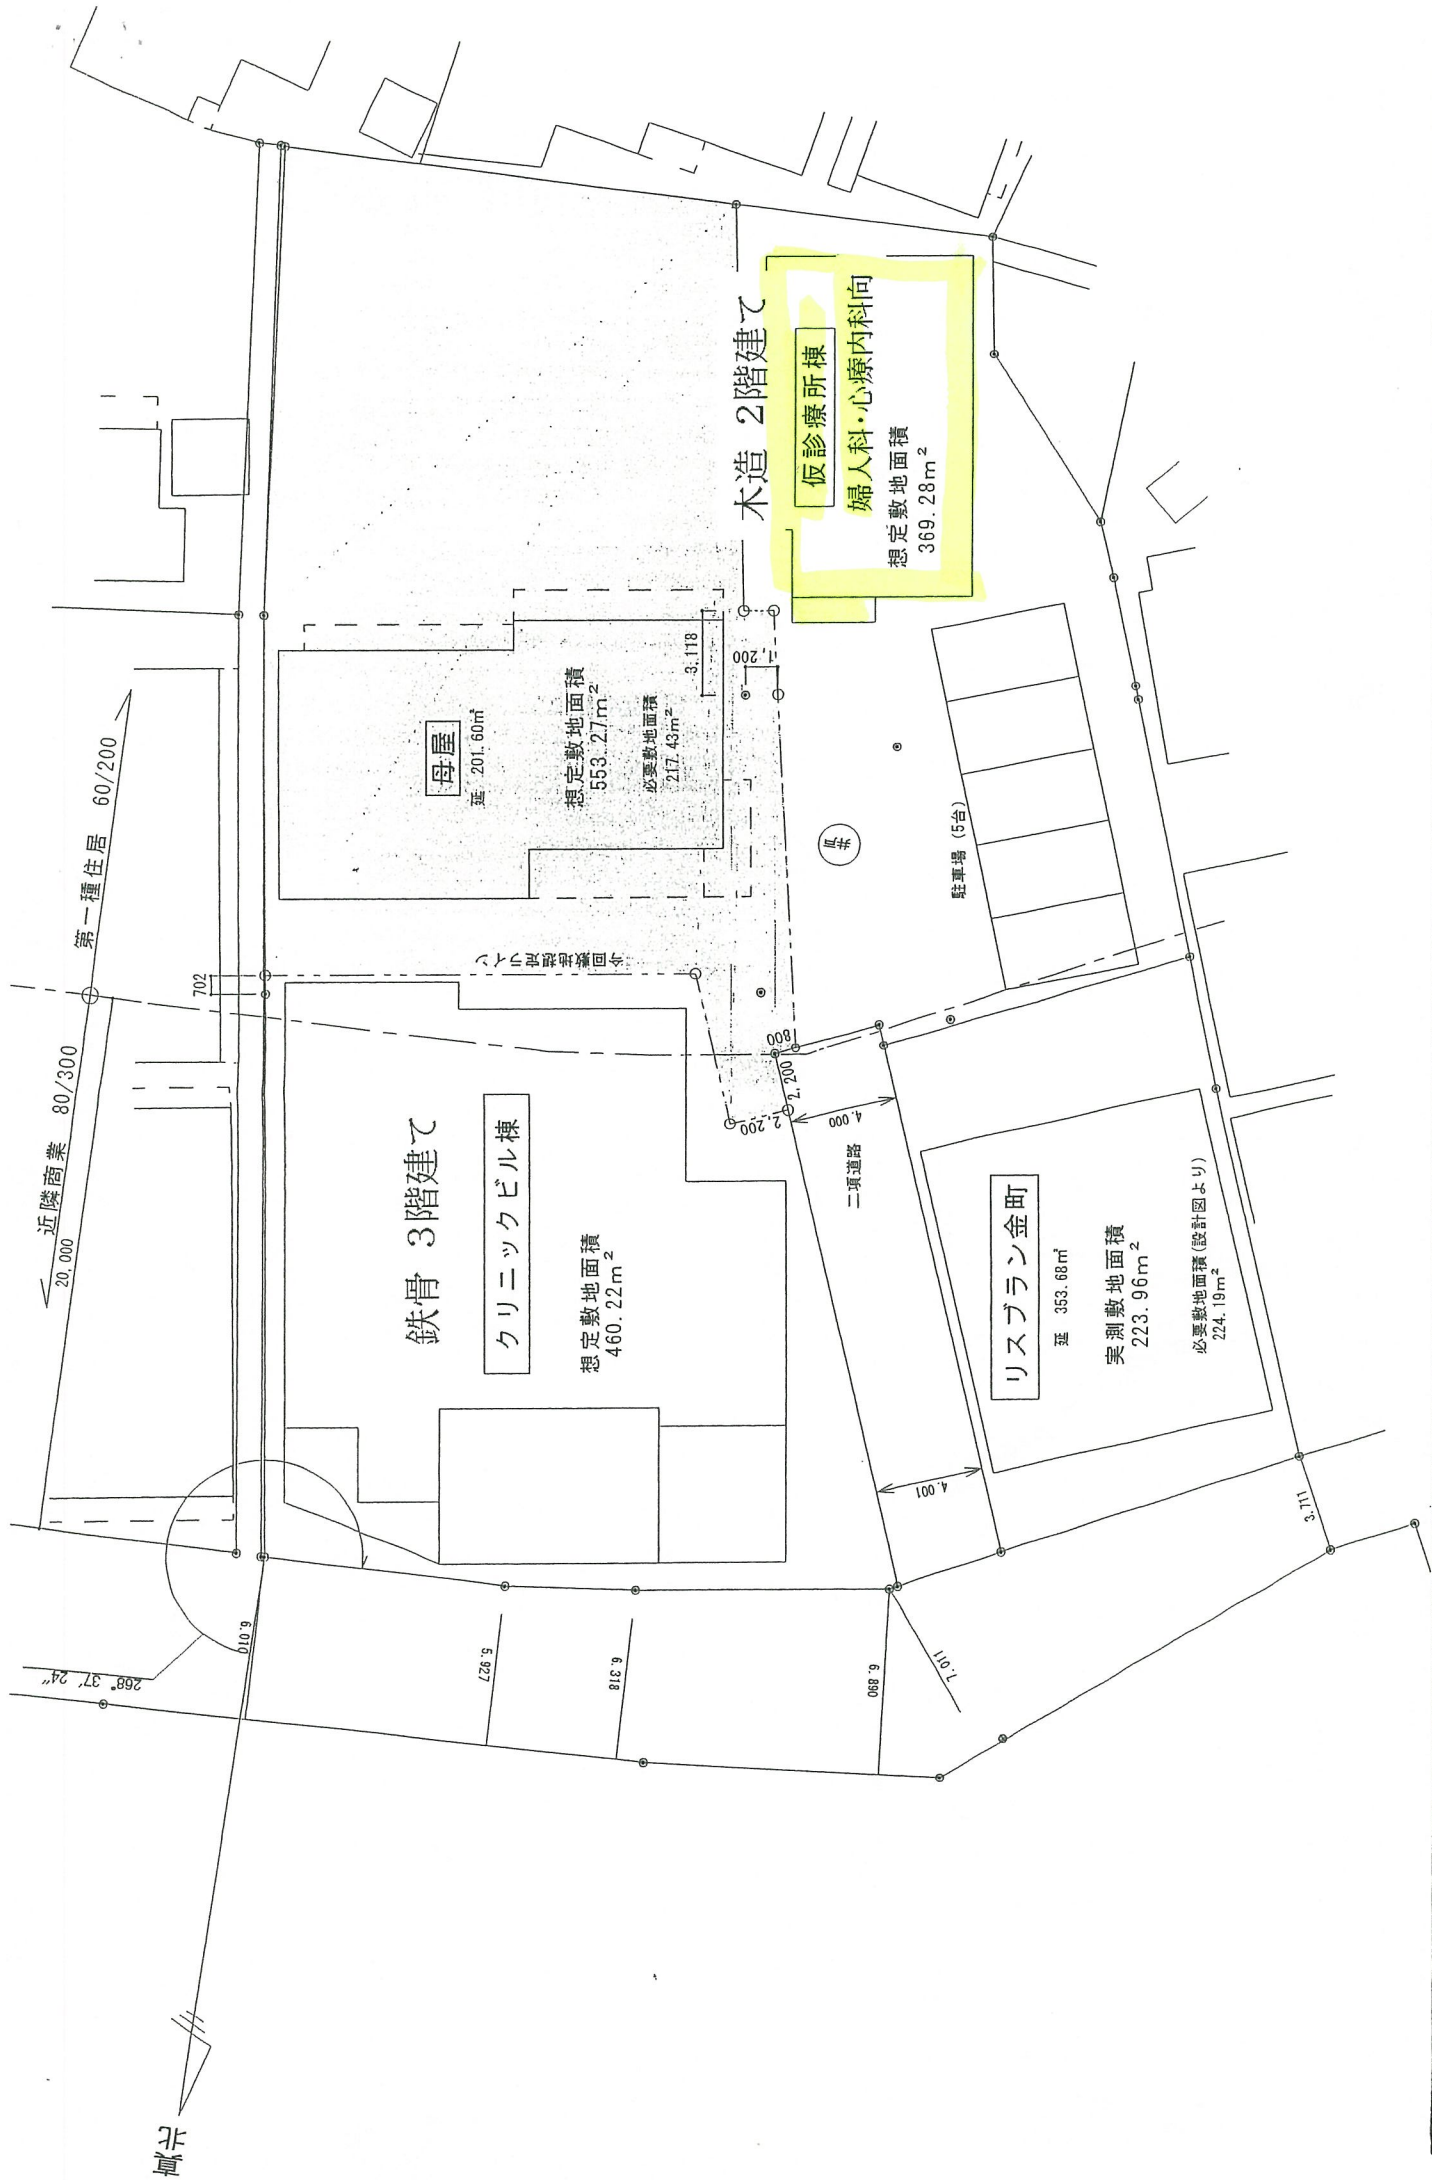 近隣商業 80/300
第一種住居 60/200
20,000
702
母屋
延 201.60㎡
想定敷地面積
553.27m²
必要敷地面積
217.43m²
3,118
1,200
今回敷地想定ライン
木造 2階建て
仮診療所棟
婦人科・心療内科向
想定敷地面積
369.28m²
鉄骨 3階建て
クリニックビル棟
想定敷地面積
460.22m²
800
2,200
2,200
4.000
二項道路
4.001
駐車場 (5台)
リスブラン金町
延 353.68㎡
実測敷地面積
223.96m²
必要敷地面積(設計図より)
224.19m²
3.711
6.010
5.927
6.318
6.890
7.011
268° 37′ 24″
真北